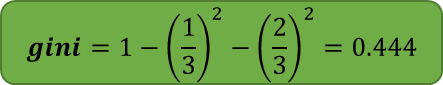 gini = 1 − (1/3)² − (2/3)² = 0.444